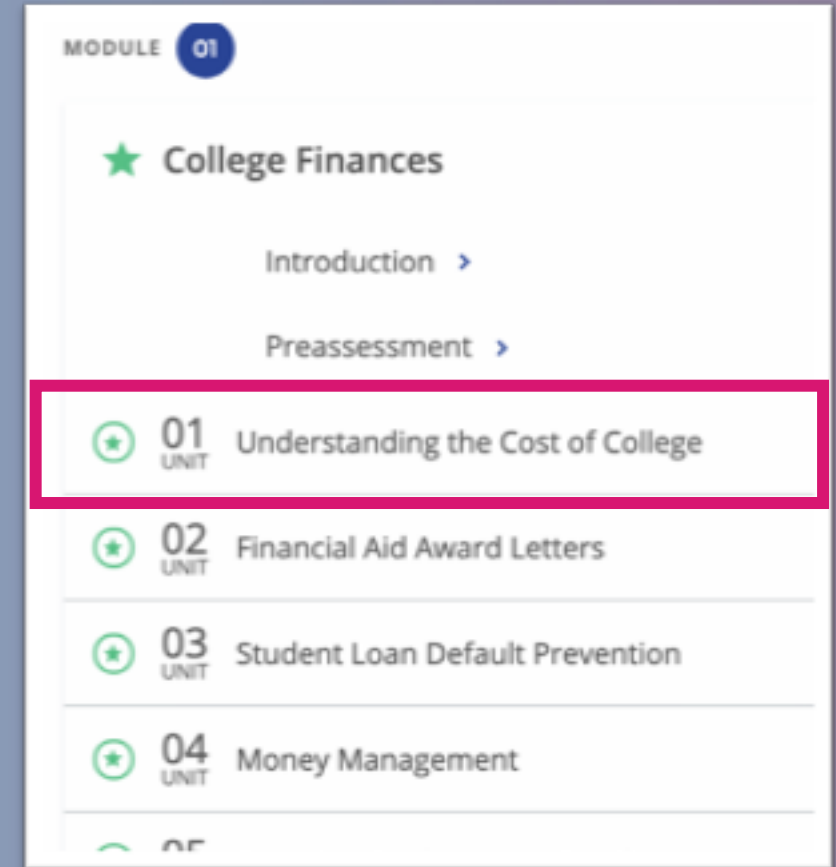 MODULE 01
College Finances
Introduction >
Preassessment >
01 UNIT Understanding the Cost of College
02 UNIT Financial Aid Award Letters
03 UNIT Student Loan Default Prevention
04 UNIT Money Management